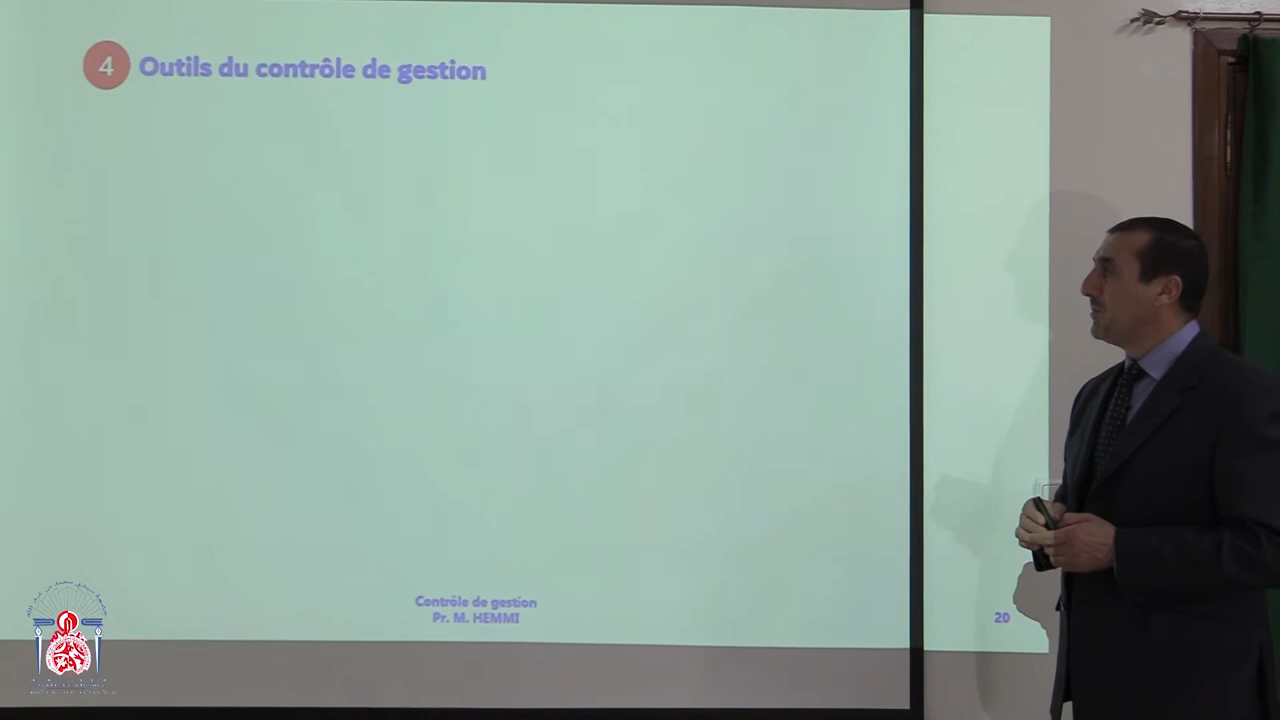 4 Outils du contrôle de gestion
Contrôle de gestion
Pr. M. HEMMI
20